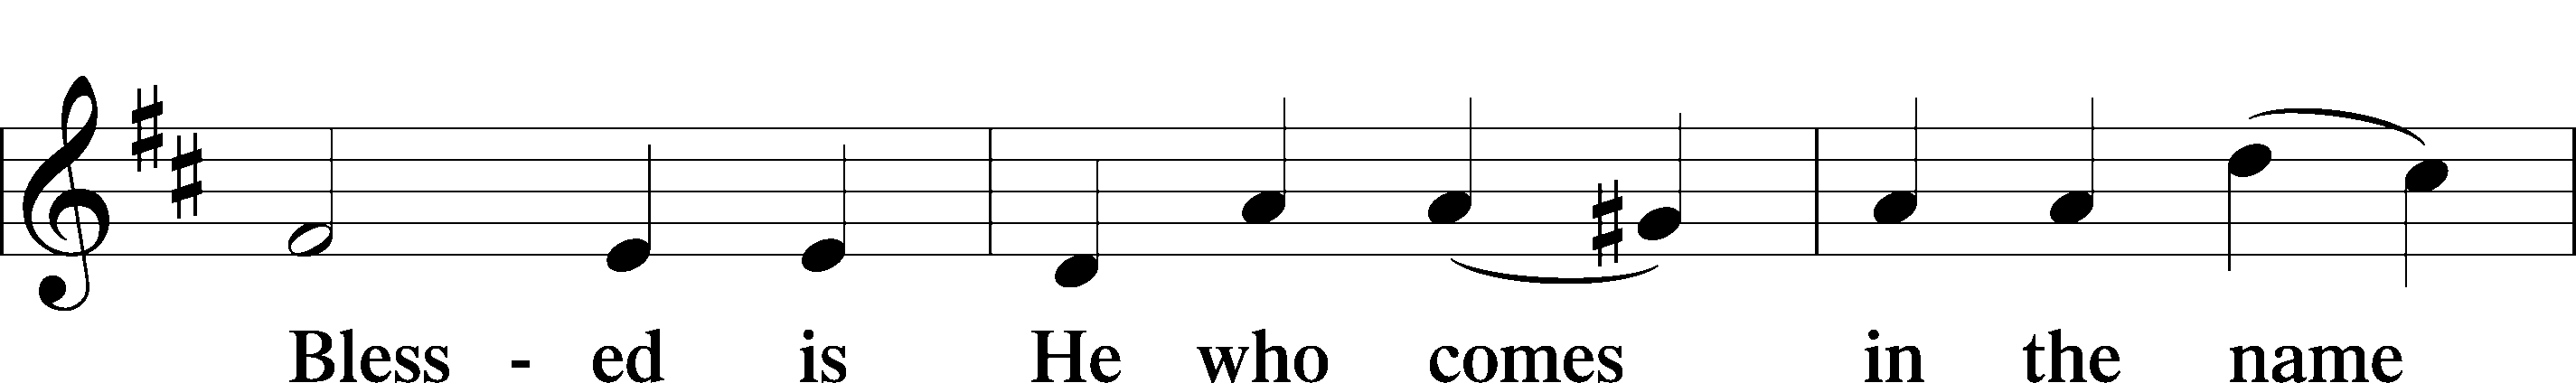 Bless - ed is He who comes in the name